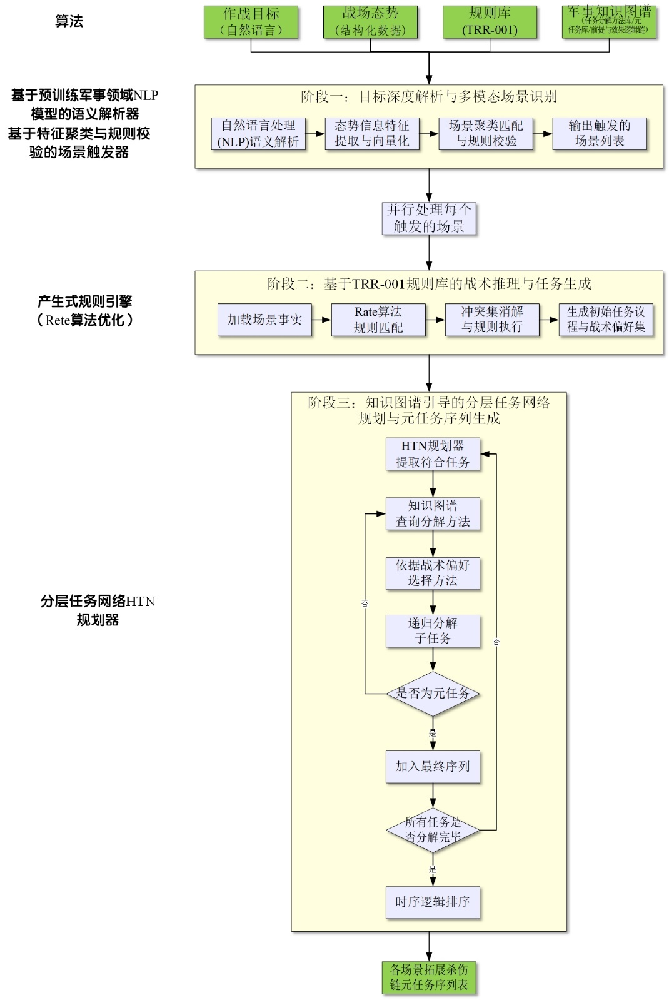 算法
作战目标
（自然语言）
战场态势
(结构化数据)
规则库
(TRR-001)
军事知识图谱
（任务分解方法库/元
任务库/前提与效果逻辑链）
基于预训练军事领域NLP
模型的语义解析器
基于特征聚类与规则校
验的场景触发器
阶段一：目标深度解析与多模态场景识别
自然语言处理
(NLP)语义解析
态势信息特征
提取与向量化
场景聚类匹配
与规则校验
输出触发的
场景列表
并行处理每个
触发的场景
产生式规则引擎
（Rete算法优化）
阶段二：基于TRR-001规则库的战术推理与任务生成
加载场景事实
Rate算法
规则匹配
冲突集消解
与规则执行
生成初始任务议
程与战术偏好集
分层任务网络HTN
规划器
阶段三：知识图谱引导的分层任务网络
规划与元任务序列生成
HTN规划器
提取符合任务
知识图谱
查询分解方法
依据战术偏好
选择方法
否
递归分解
子任务
否
是否为元任务
是
加入最终序列
所有任务是
否分解完毕
是
时序逻辑排序
各场景拓展杀伤
链元任务序列表